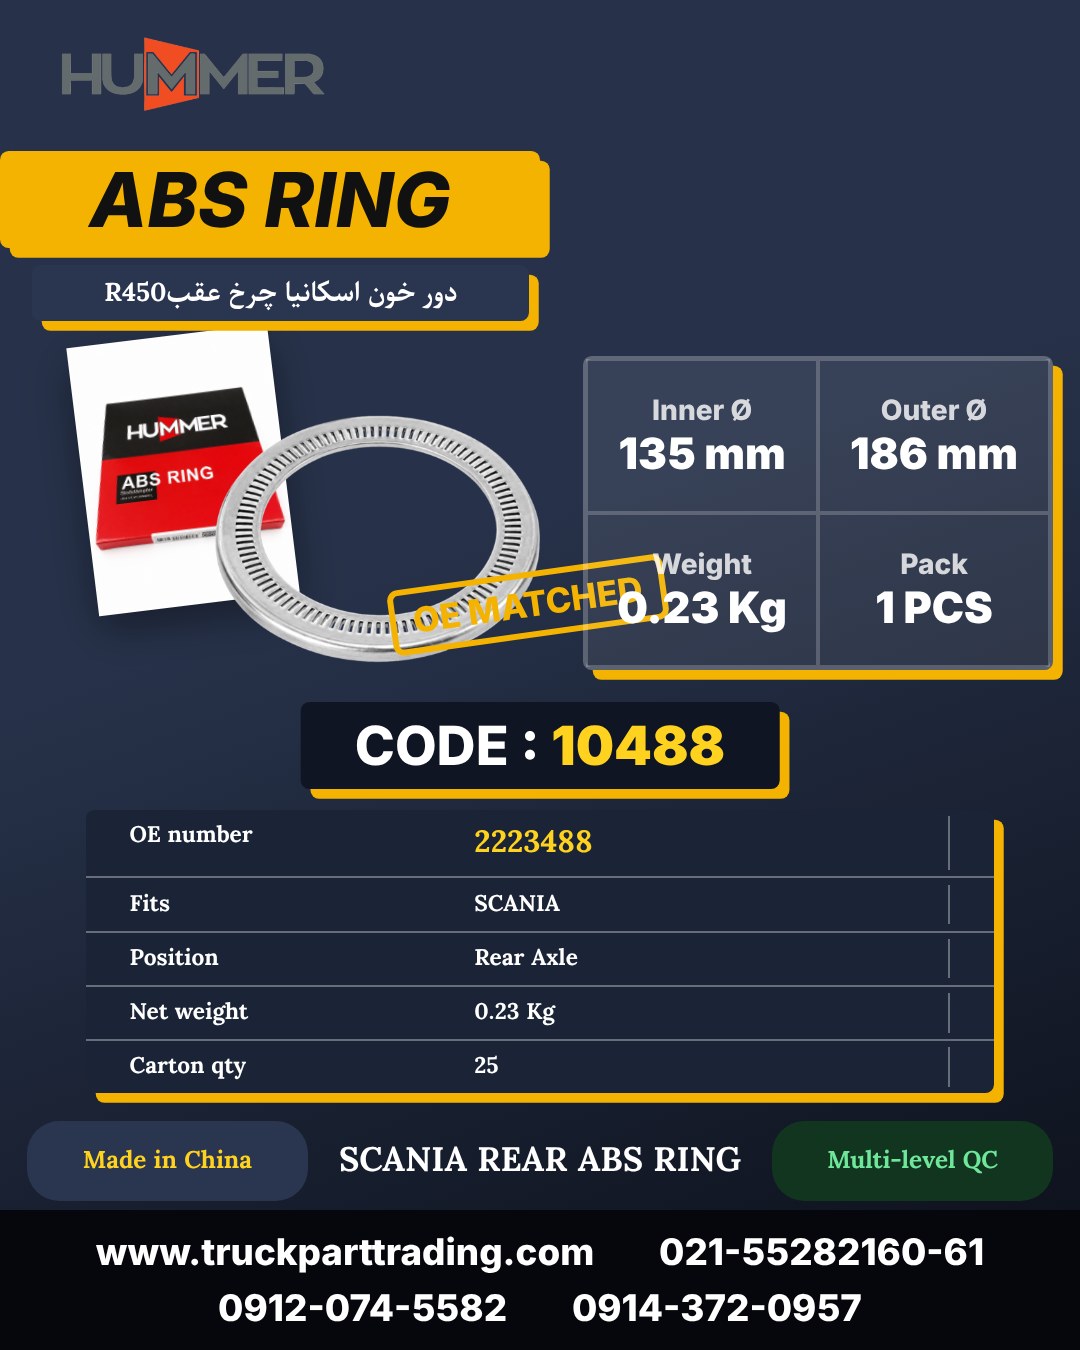 HUMMER
ABS RING
دور خون اسکانیا چرخ عقبR450
HUMMER
ABS RING
Inner Ø
135 mm
Outer Ø
186 mm
Weight
0.23 Kg
Pack
1 PCS
OE MATCHED
CODE : 10488
OE number 2223488
Fits SCANIA
Position Rear Axle
Net weight 0.23 Kg
Carton qty 25
Made in China
SCANIA REAR ABS RING
Multi-level QC
www.truckparttrading.com 021-55282160-61
0912-074-5582 0914-372-0957